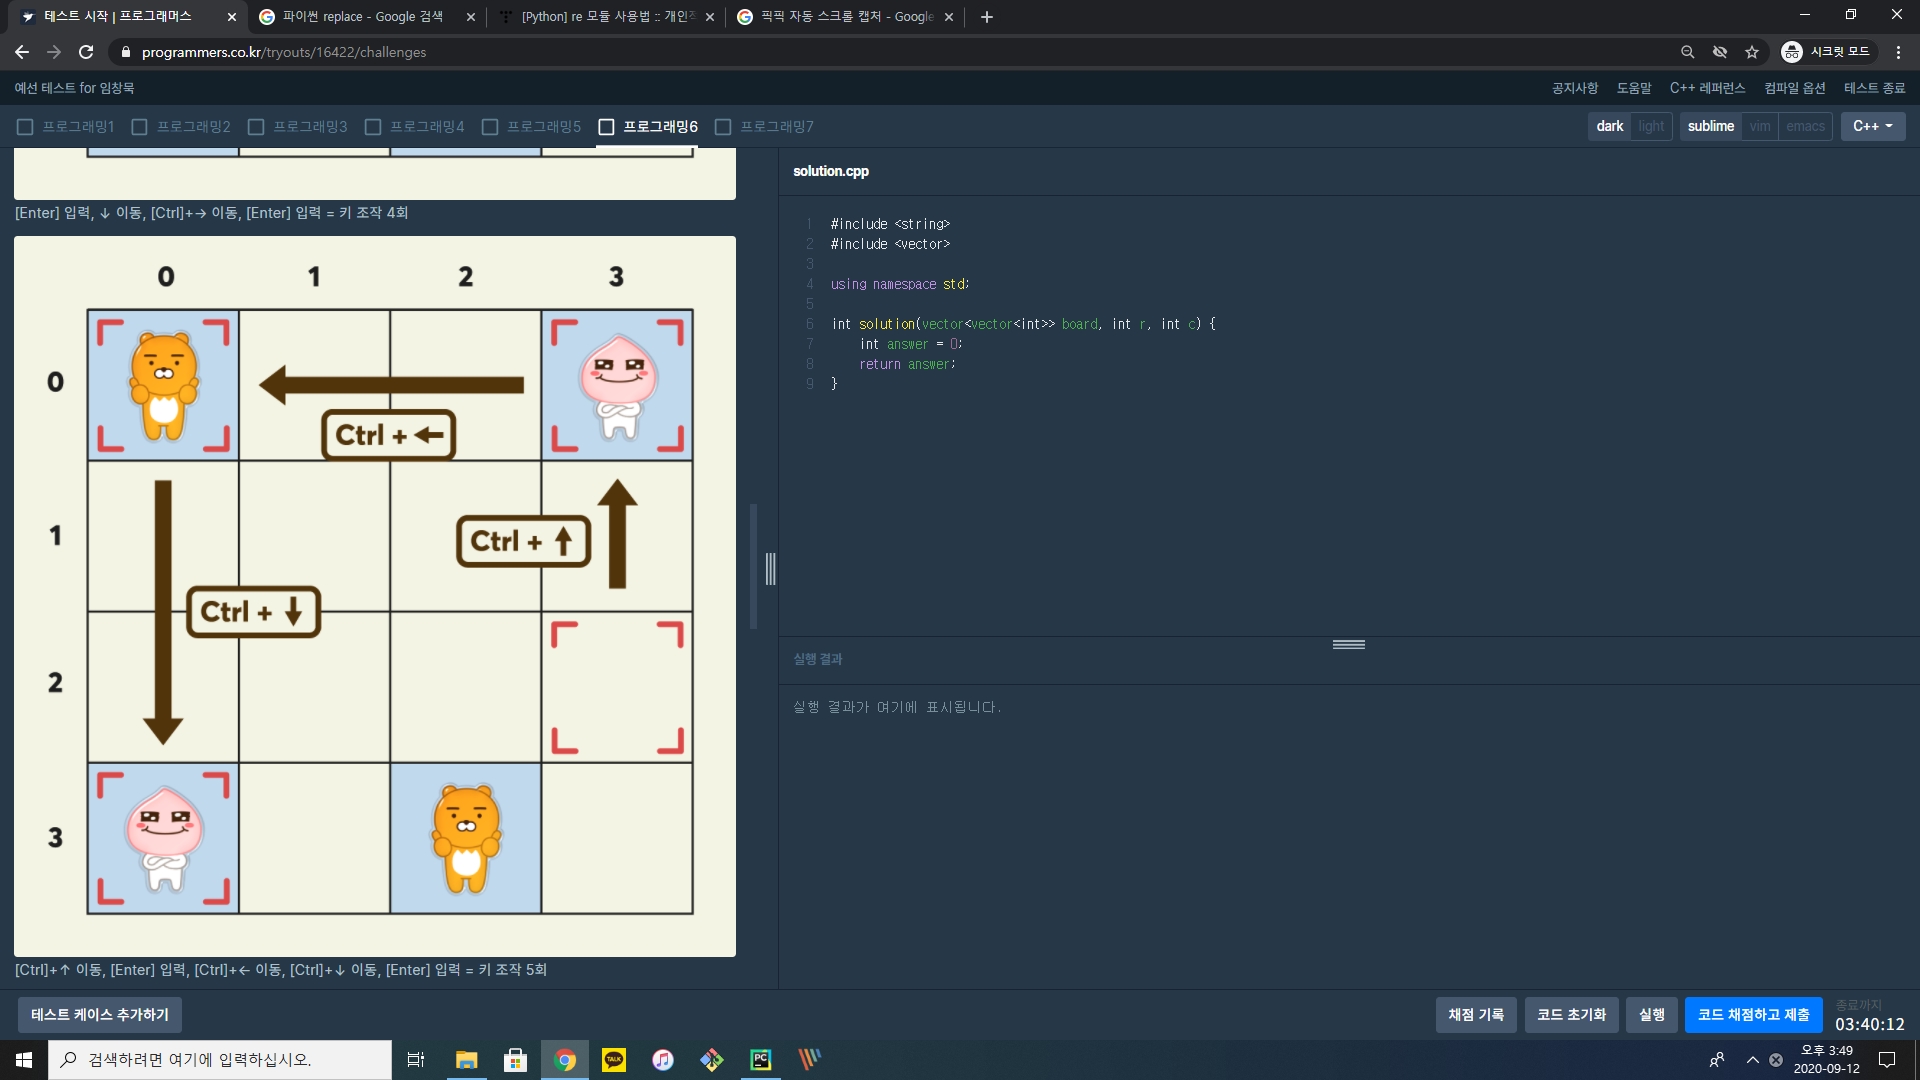 테스트 시작 | 프로그래머스
파이썬 replace - Google 검색
[Python] re 모듈 사용법 :: 개인적
픽픽 자동 스크롤 캡처 - Google
programmers.co.kr/tryouts/16422/challenges
시크릿 모드
예선 테스트 for 임창묵
공지사항 도움말 C++ 레퍼런스 컴파일 옵션 테스트 종료
프로그래밍1 프로그래밍2 프로그래밍3 프로그래밍4 프로그래밍5 프로그래밍6 프로그래밍7
dark light sublime vim emacs C++
[Enter] 입력, ↓ 이동, [Ctrl]+→ 이동, [Enter] 입력 = 키 조작 4회
0 1 2 3
0
Ctrl + ←
1
Ctrl + ↑
Ctrl + ↓
2
3
[Ctrl]+↑ 이동, [Enter] 입력, [Ctrl]+← 이동, [Ctrl]+↓ 이동, [Enter] 입력 = 키 조작 5회
solution.cpp
1 #include <string>
2 #include <vector>
3
4 using namespace std;
5
6 int solution(vector<vector<int>> board, int r, int c) {
7 int answer = 0;
8 return answer;
9 }
실행 결과
실행 결과가 여기에 표시됩니다.
테스트 케이스 추가하기
채점 기록 코드 초기화 실행 코드 채점하고 제출
종료까지
03:40:12
검색하려면 여기에 입력하십시오.
TALK
PC
오후 3:49
2020-09-12